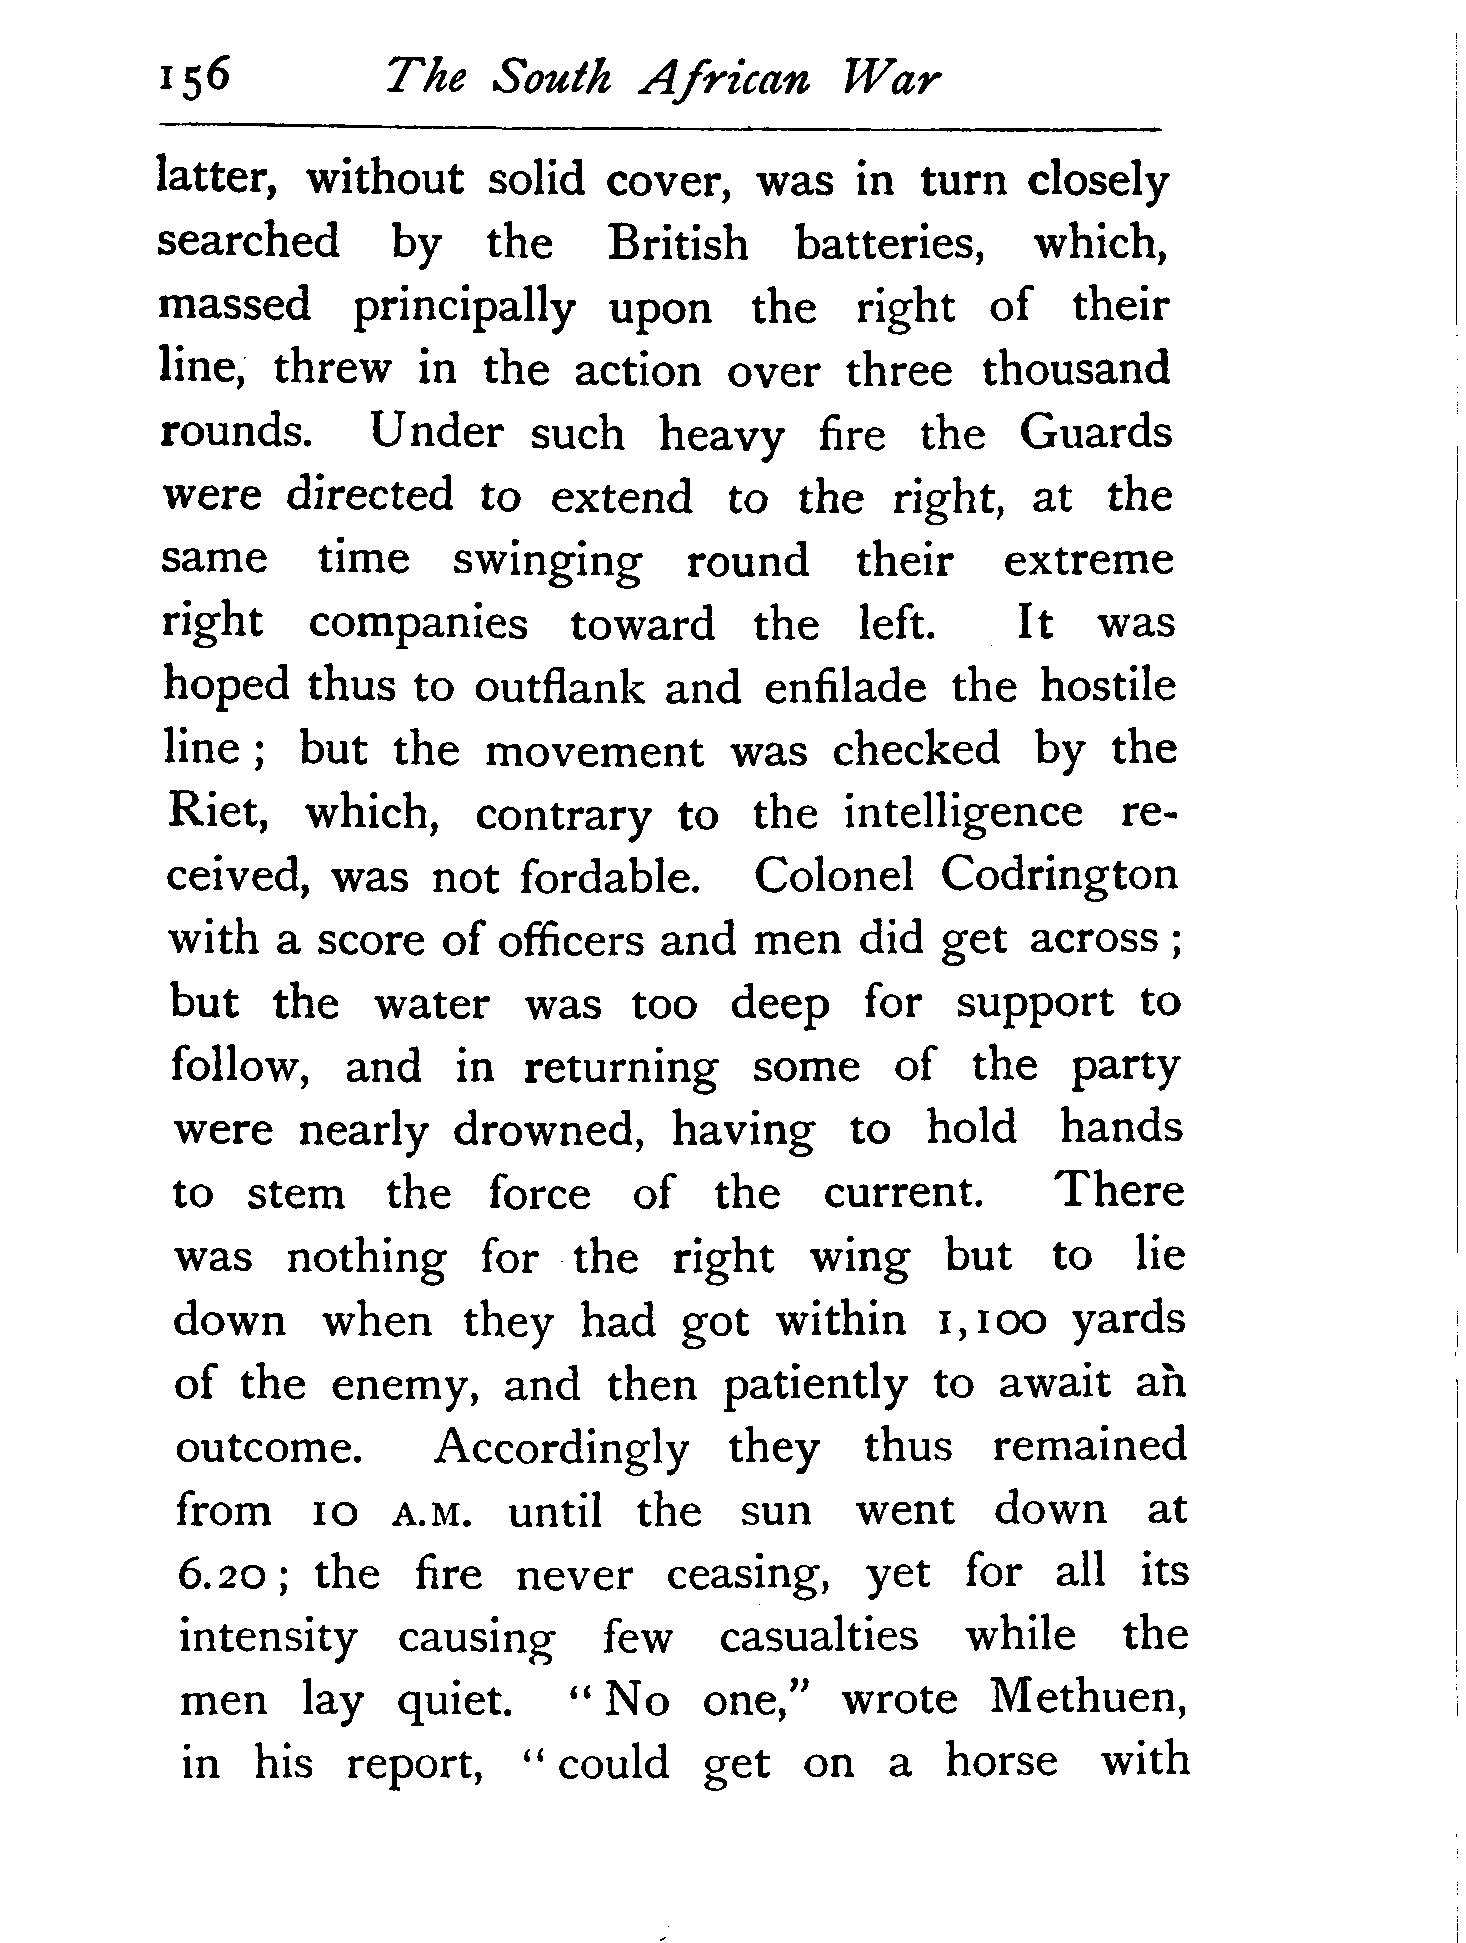 156 The South African War
latter, without solid cover, was in turn closely
searched by the British batteries, which,
massed principally upon the right of their
line, threw in the action over three thousand
rounds. Under such heavy fire the Guards
were directed to extend to the right, at the
same time swinging round their extreme
right companies toward the left. It was
hoped thus to outflank and enfilade the hostile
line ; but the movement was checked by the
Riet, which, contrary to the intelligence re-
ceived, was not fordable. Colonel Codrington
with a score of officers and men did get across ;
but the water was too deep for support to
follow, and in returning some of the party
were nearly drowned, having to hold hands
to stem the force of the current. There
was nothing for the right wing but to lie
down when they had got within 1,100 yards
of the enemy, and then patiently to await an
outcome. Accordingly they thus remained
from 10 A.M. until the sun went down at
6.20 ; the fire never ceasing, yet for all its
intensity causing few casualties while the
men lay quiet. “ No one,” wrote Methuen,
in his report, “ could get on a horse with